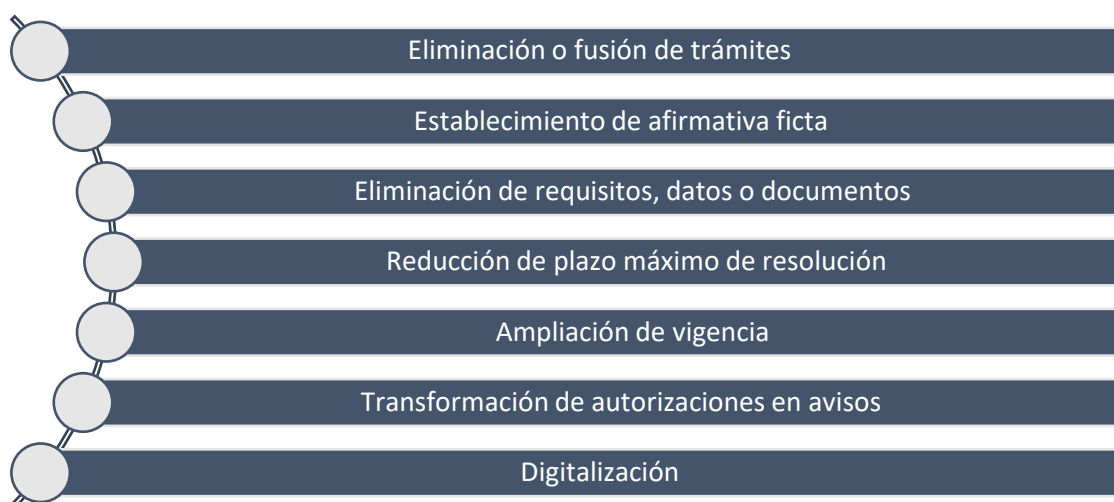 Eliminación o fusión de trámites
Establecimiento de afirmativa ficta
Eliminación de requisitos, datos o documentos
Reducción de plazo máximo de resolución
Ampliación de vigencia
Transformación de autorizaciones en avisos
Digitalización